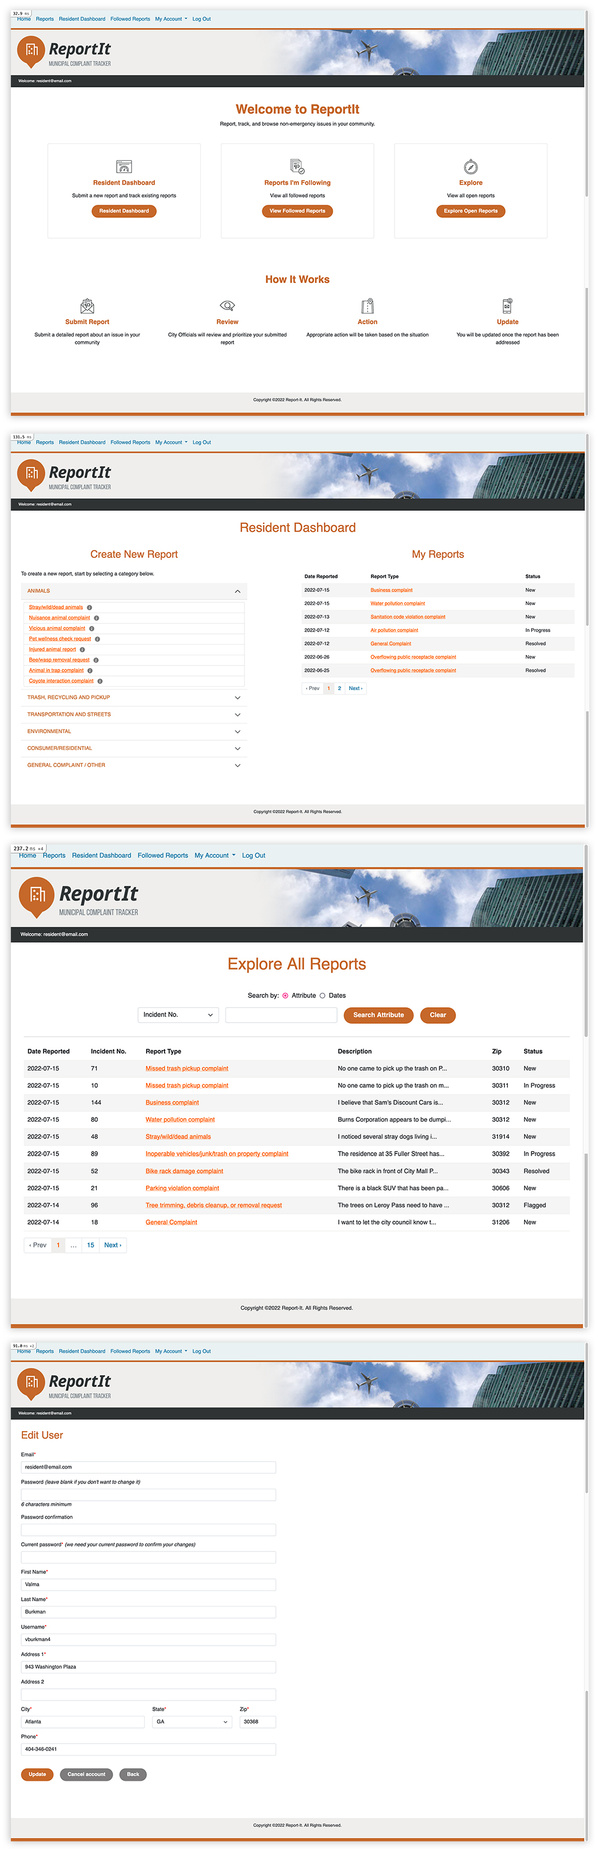 32.9 ms
Home Reports Resident Dashboard Followed Reports My Account Log Out
ReportIt
MUNICIPAL COMPLAINT TRACKER
Welcome: resident@email.com
Welcome to ReportIt
Report, track, and browse non-emergency issues in your community.
Resident Dashboard Reports I'm Following Explore
Submit a new report and track existing reports View all followed reports View all open reports
Resident Dashboard View Followed Reports Explore Open Reports
How It Works
Submit Report Review Action Update
Submit a detailed report about an issue in your community
City Officials will review and prioritize your submitted report
Appropriate action will be taken based on the situation
You will be updated once the report has been addressed
Copyright ©2022 Report-It. All Rights Reserved.
151.5 ms
Home Reports Resident Dashboard Followed Reports My Account Log Out
ReportIt
MUNICIPAL COMPLAINT TRACKER
Welcome: resident@email.com
Resident Dashboard
Create New Report
To create a new report, start by selecting a category below.
ANIMALS
Stray/wild/dead animals
Nuisance animal complaint
Vicious animal complaint
Pet wellness check request
Injured animal report
Bee/wasp removal request
Animal in trap complaint
Coyote interaction complaint
TRASH, RECYCLING AND PICKUP
TRANSPORTATION AND STREETS
ENVIRONMENTAL
CONSUMER/RESIDENTIAL
GENERAL COMPLAINT / OTHER
My Reports
Date Reported Report Type Status
2022-07-15 Business complaint New
2022-07-15 Water pollution complaint New
2022-07-13 Sanitation code violation complaint New
2022-07-12 Air pollution complaint In Progress
2022-07-12 General Complaint Resolved
2022-06-26 Overflowing public receptacle complaint New
2022-06-25 Overflowing public receptacle complaint Resolved
‹ Prev 1 2 Next ›
Copyright ©2022 Report-It. All Rights Reserved.
237.2 ms ×4
Home Reports Resident Dashboard Followed Reports My Account Log Out
ReportIt
MUNICIPAL COMPLAINT TRACKER
Welcome: resident@email.com
Explore All Reports
Search by: Attribute Dates
Incident No. Search Attribute Clear
Date Reported Incident No. Report Type Description Zip Status
2022-07-15 71 Missed trash pickup complaint No one came to pick up the trash on P... 30310 New
2022-07-15 10 Missed trash pickup complaint No one came to pick up the trash on m... 30311 In Progress
2022-07-15 144 Business complaint I believe that Sam's Discount Cars is... 30312 New
2022-07-15 80 Water pollution complaint Burns Corporation appears to be dumpi... 30312 New
2022-07-15 48 Stray/wild/dead animals I noticed several stray dogs living i... 31914 New
2022-07-15 89 Inoperable vehicles/junk/trash on property complaint The residence at 35 Fuller Street has... 30392 In Progress
2022-07-15 52 Bike rack damage complaint The bike rack in front of City Mall P... 30343 Resolved
2022-07-15 21 Parking violation complaint There is a black SUV that has been pa... 30606 New
2022-07-14 96 Tree trimming, debris cleanup, or removal request The trees on Leroy Pass need to have ... 30312 Flagged
2022-07-14 18 General Complaint I want to let the city council know t... 31206 New
‹ Prev 1 ... 15 Next ›
Copyright ©2022 Report-It. All Rights Reserved.
Home Reports Resident Dashboard Followed Reports My Account Log Out
ReportIt
MUNICIPAL COMPLAINT TRACKER
Welcome: resident@email.com
Edit User
Email*
resident@email.com
Password (leave blank if you don't want to change it)
6 characters minimum
Password confirmation
Current password* (we need your current password to confirm your changes)
First Name*
Valma
Last Name*
Burkman
Username*
vburkman4
Address 1*
943 Washington Plaza
Address 2
City* State* Zip*
Atlanta GA 30368
Phone*
404-346-0241
Update Cancel account Back
Copyright ©2022 Report-It. All Rights Reserved.